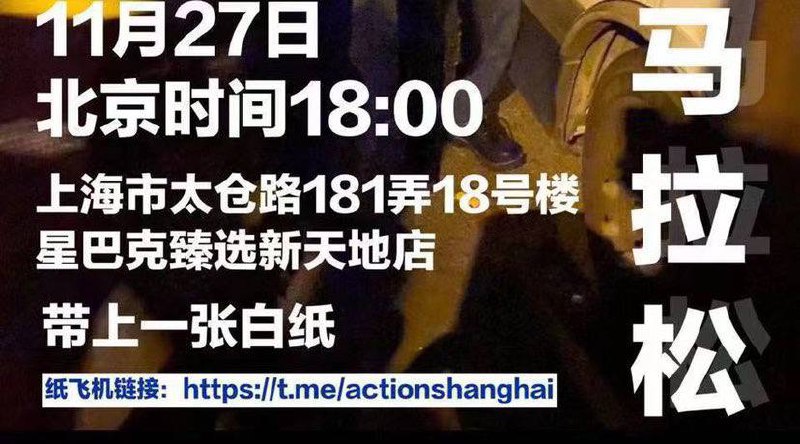 11月27日
北京时间18:00
上海市太仓路181弄18号楼
星巴克臻选新天地店
带上一张白纸
纸飞机链接：https://t.me/actionshanghai
马拉松